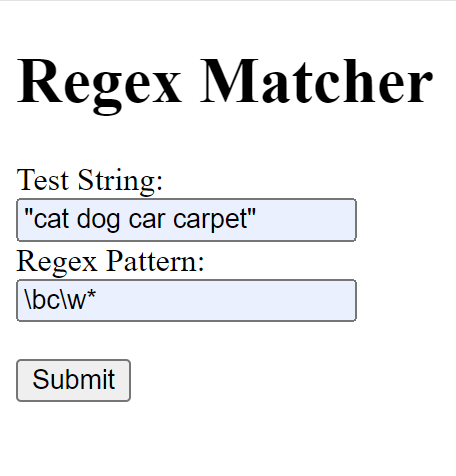 Regex Matcher
Test String:
"cat dog car carpet"
Regex Pattern:
\bc\w*
Submit